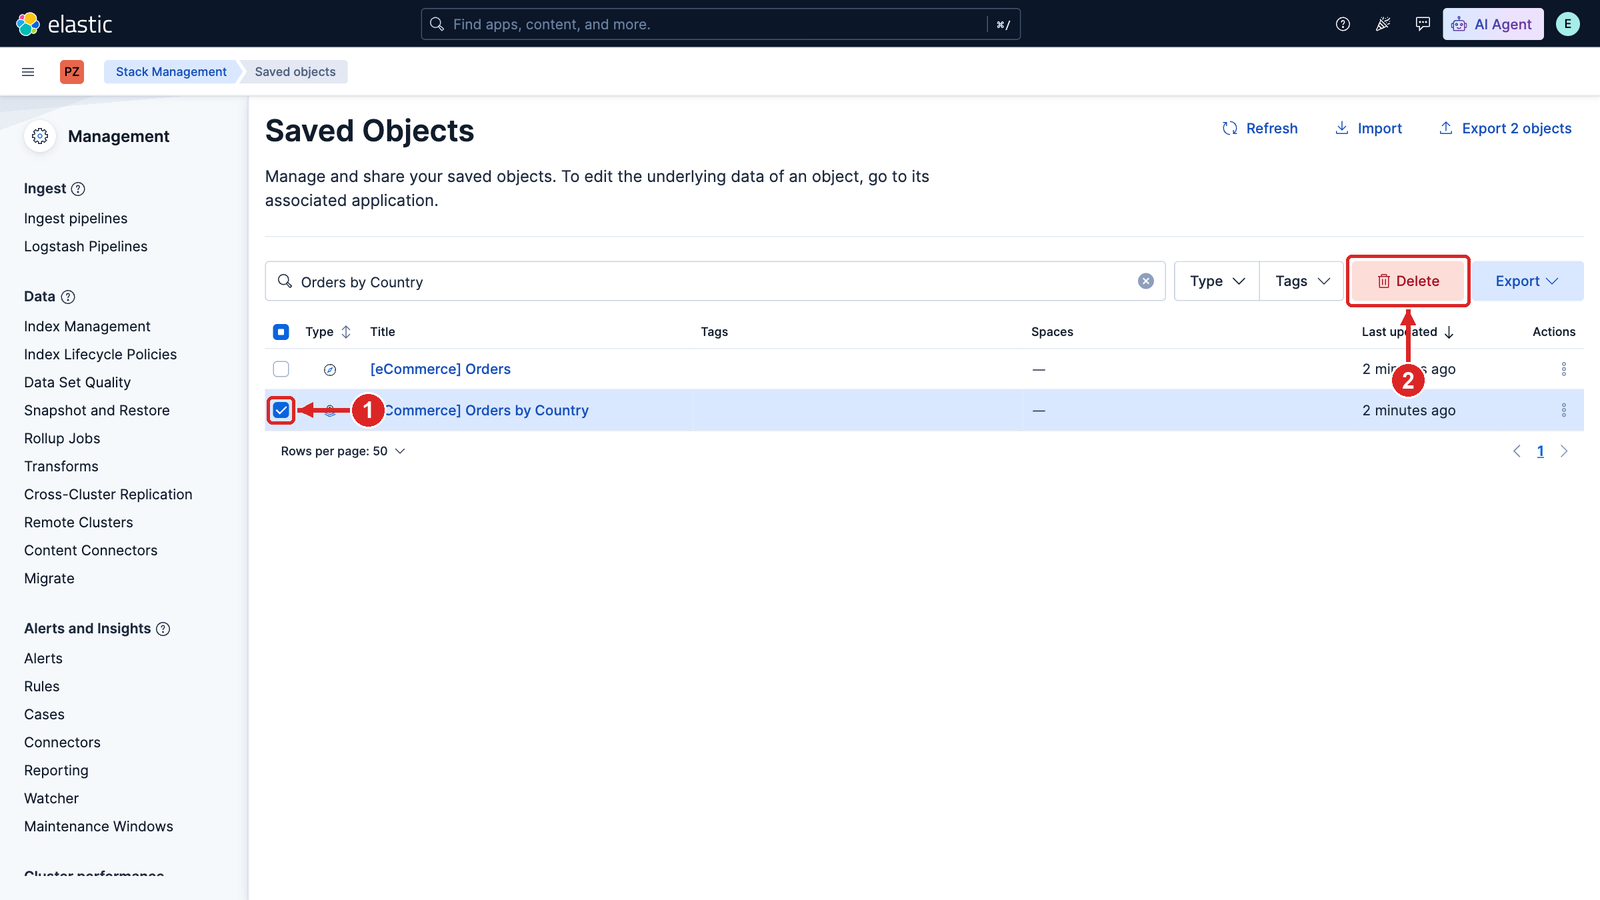 elastic
Find apps, content, and more.
⌘/
AI Agent
E
PZ
Stack Management
Saved objects
Management
Ingest
Ingest pipelines
Logstash Pipelines
Data
Index Management
Index Lifecycle Policies
Data Set Quality
Snapshot and Restore
Rollup Jobs
Transforms
Cross-Cluster Replication
Remote Clusters
Content Connectors
Migrate
Alerts and Insights
Alerts
Rules
Cases
Connectors
Reporting
Watcher
Maintenance Windows
Cluster performance
Saved Objects
Refresh
Import
Export 2 objects
Manage and share your saved objects. To edit the underlying data of an object, go to its
associated application.
Orders by Country
Type
Tags
Delete
Export
Type Title Tags Spaces Last updated Actions
[eCommerce] Orders — 2 minutes ago
2
1
Commerce] Orders by Country — 2 minutes ago
Rows per page: 50
1